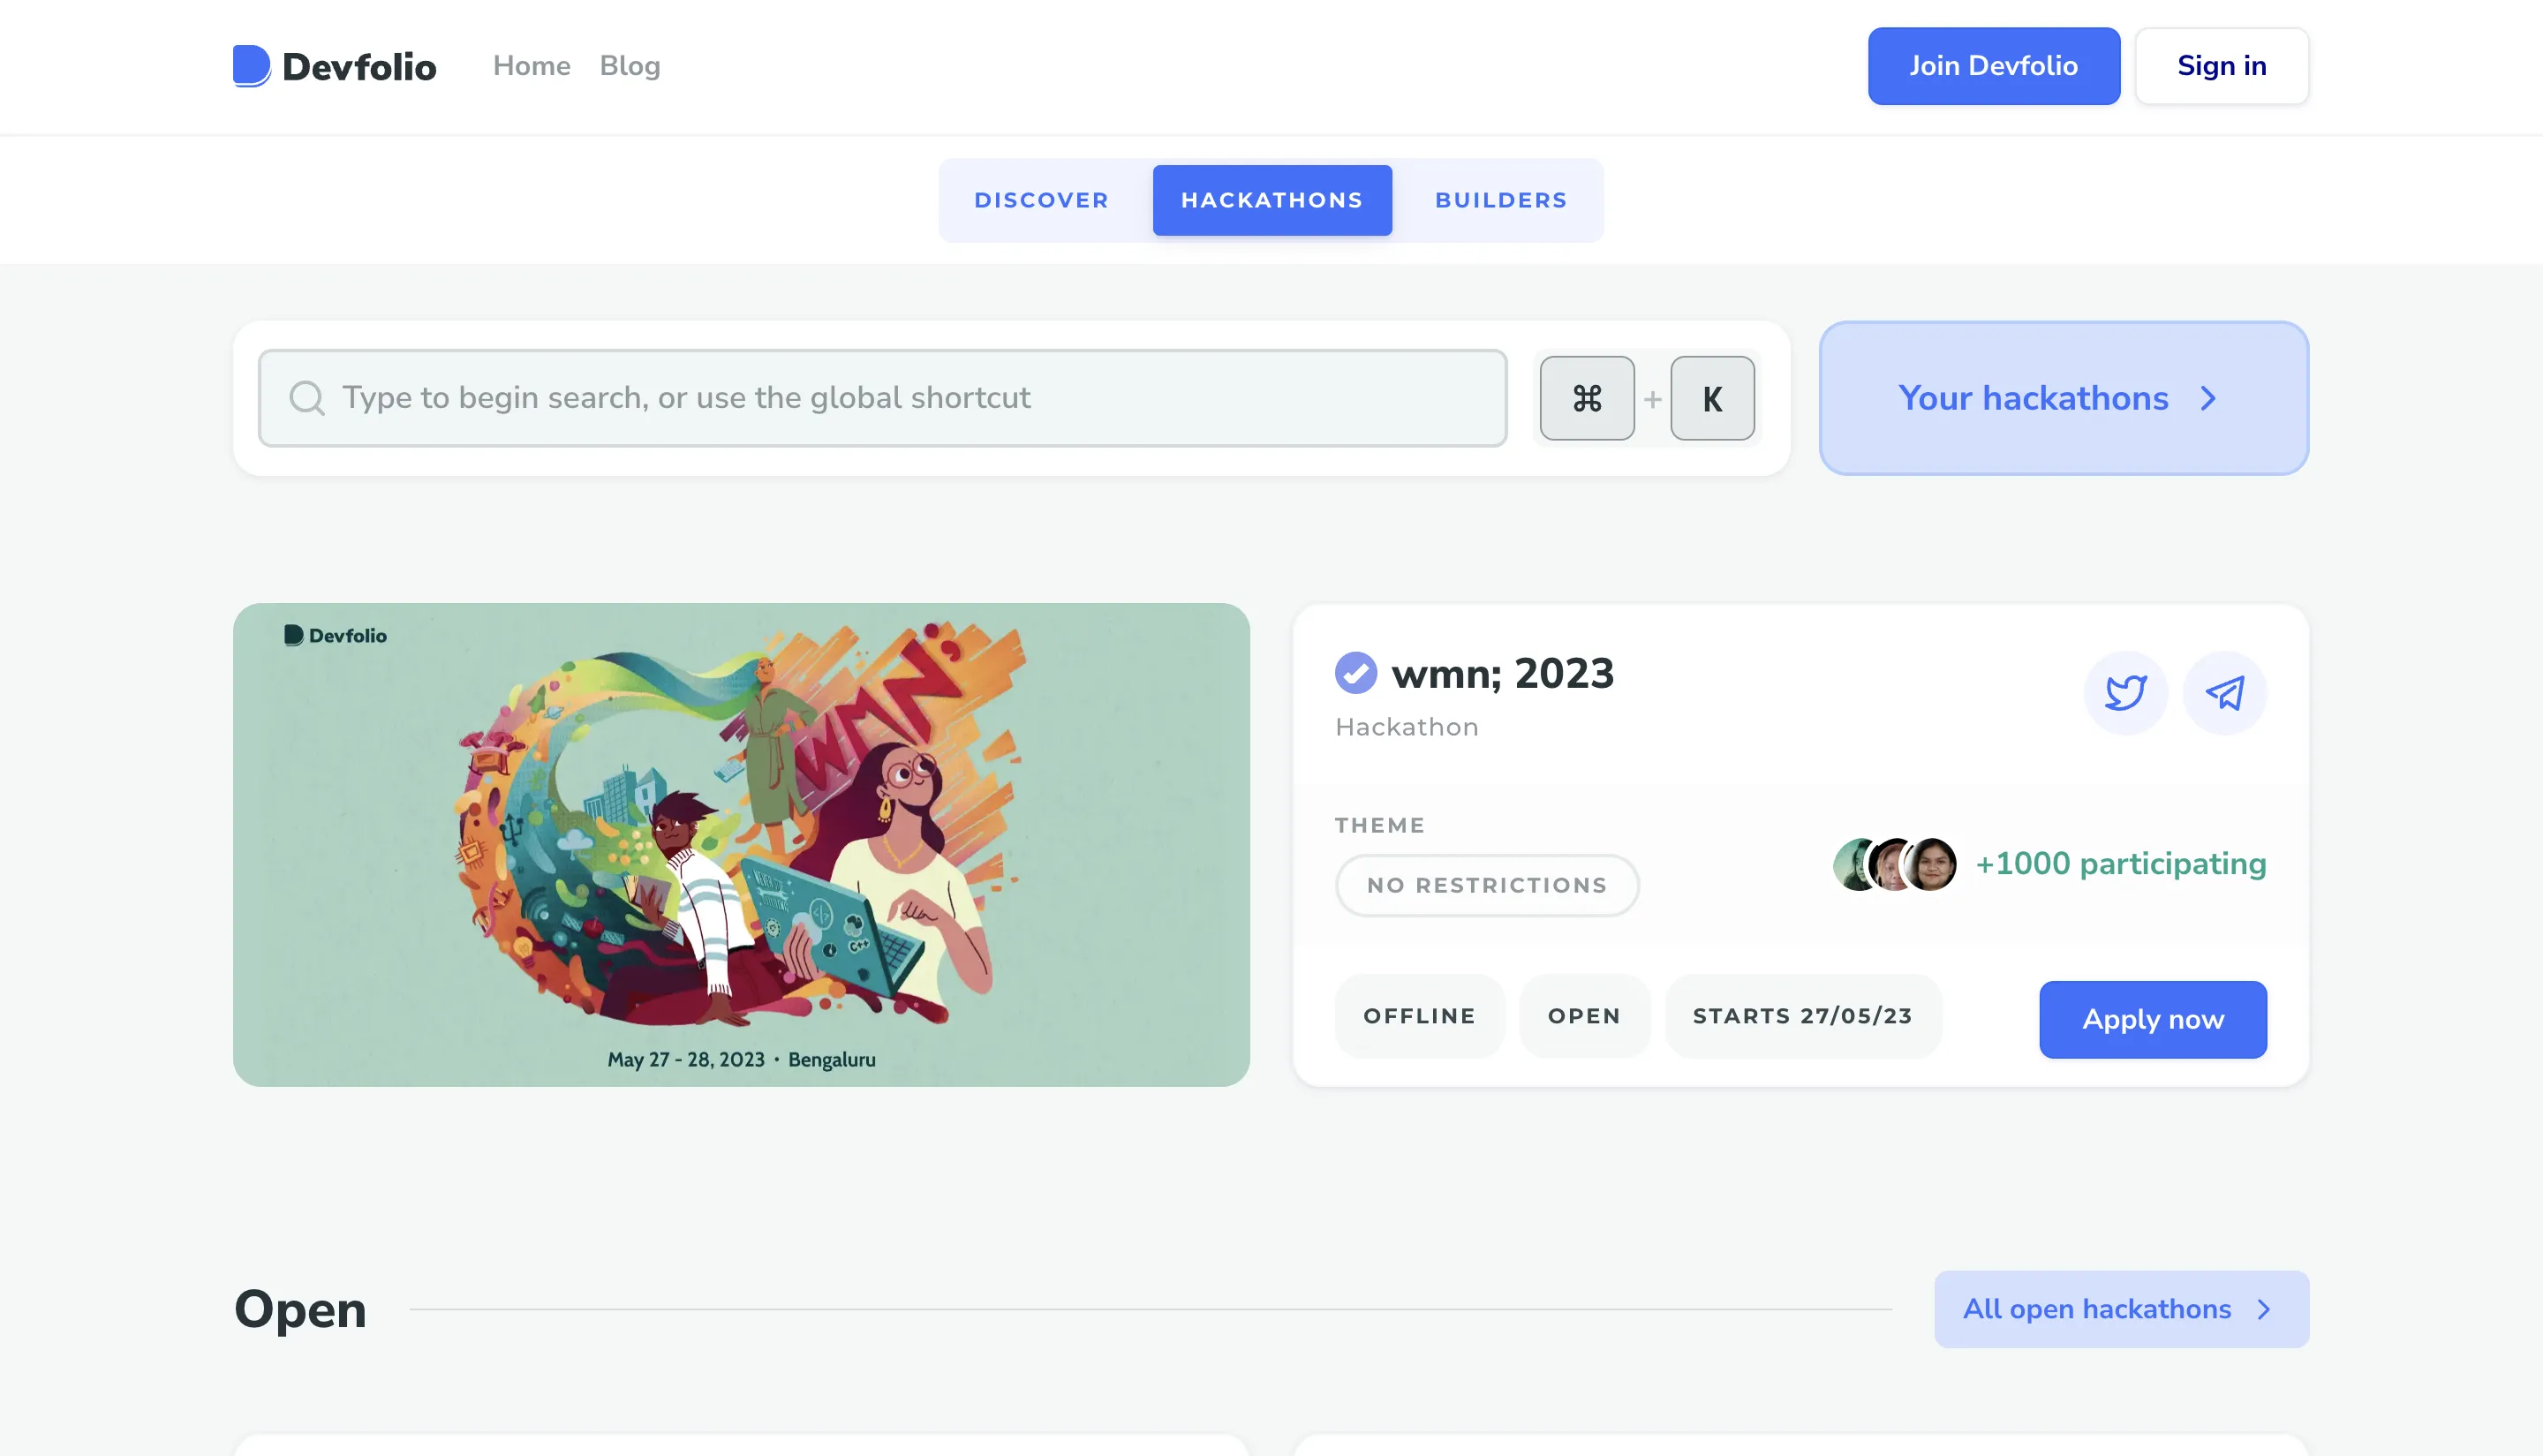 Devfolio
Home
Blog
Join Devfolio
Sign in
DISCOVER
HACKATHONS
BUILDERS
Type to begin search, or use the global shortcut
⌘ + K
Your hackathons
Devfolio
WMN;
C++
May 27 - 28, 2023 • Bengaluru
wmn; 2023
Hackathon
THEME
NO RESTRICTIONS
+1000 participating
OFFLINE
OPEN
STARTS 27/05/23
Apply now
Open
All open hackathons